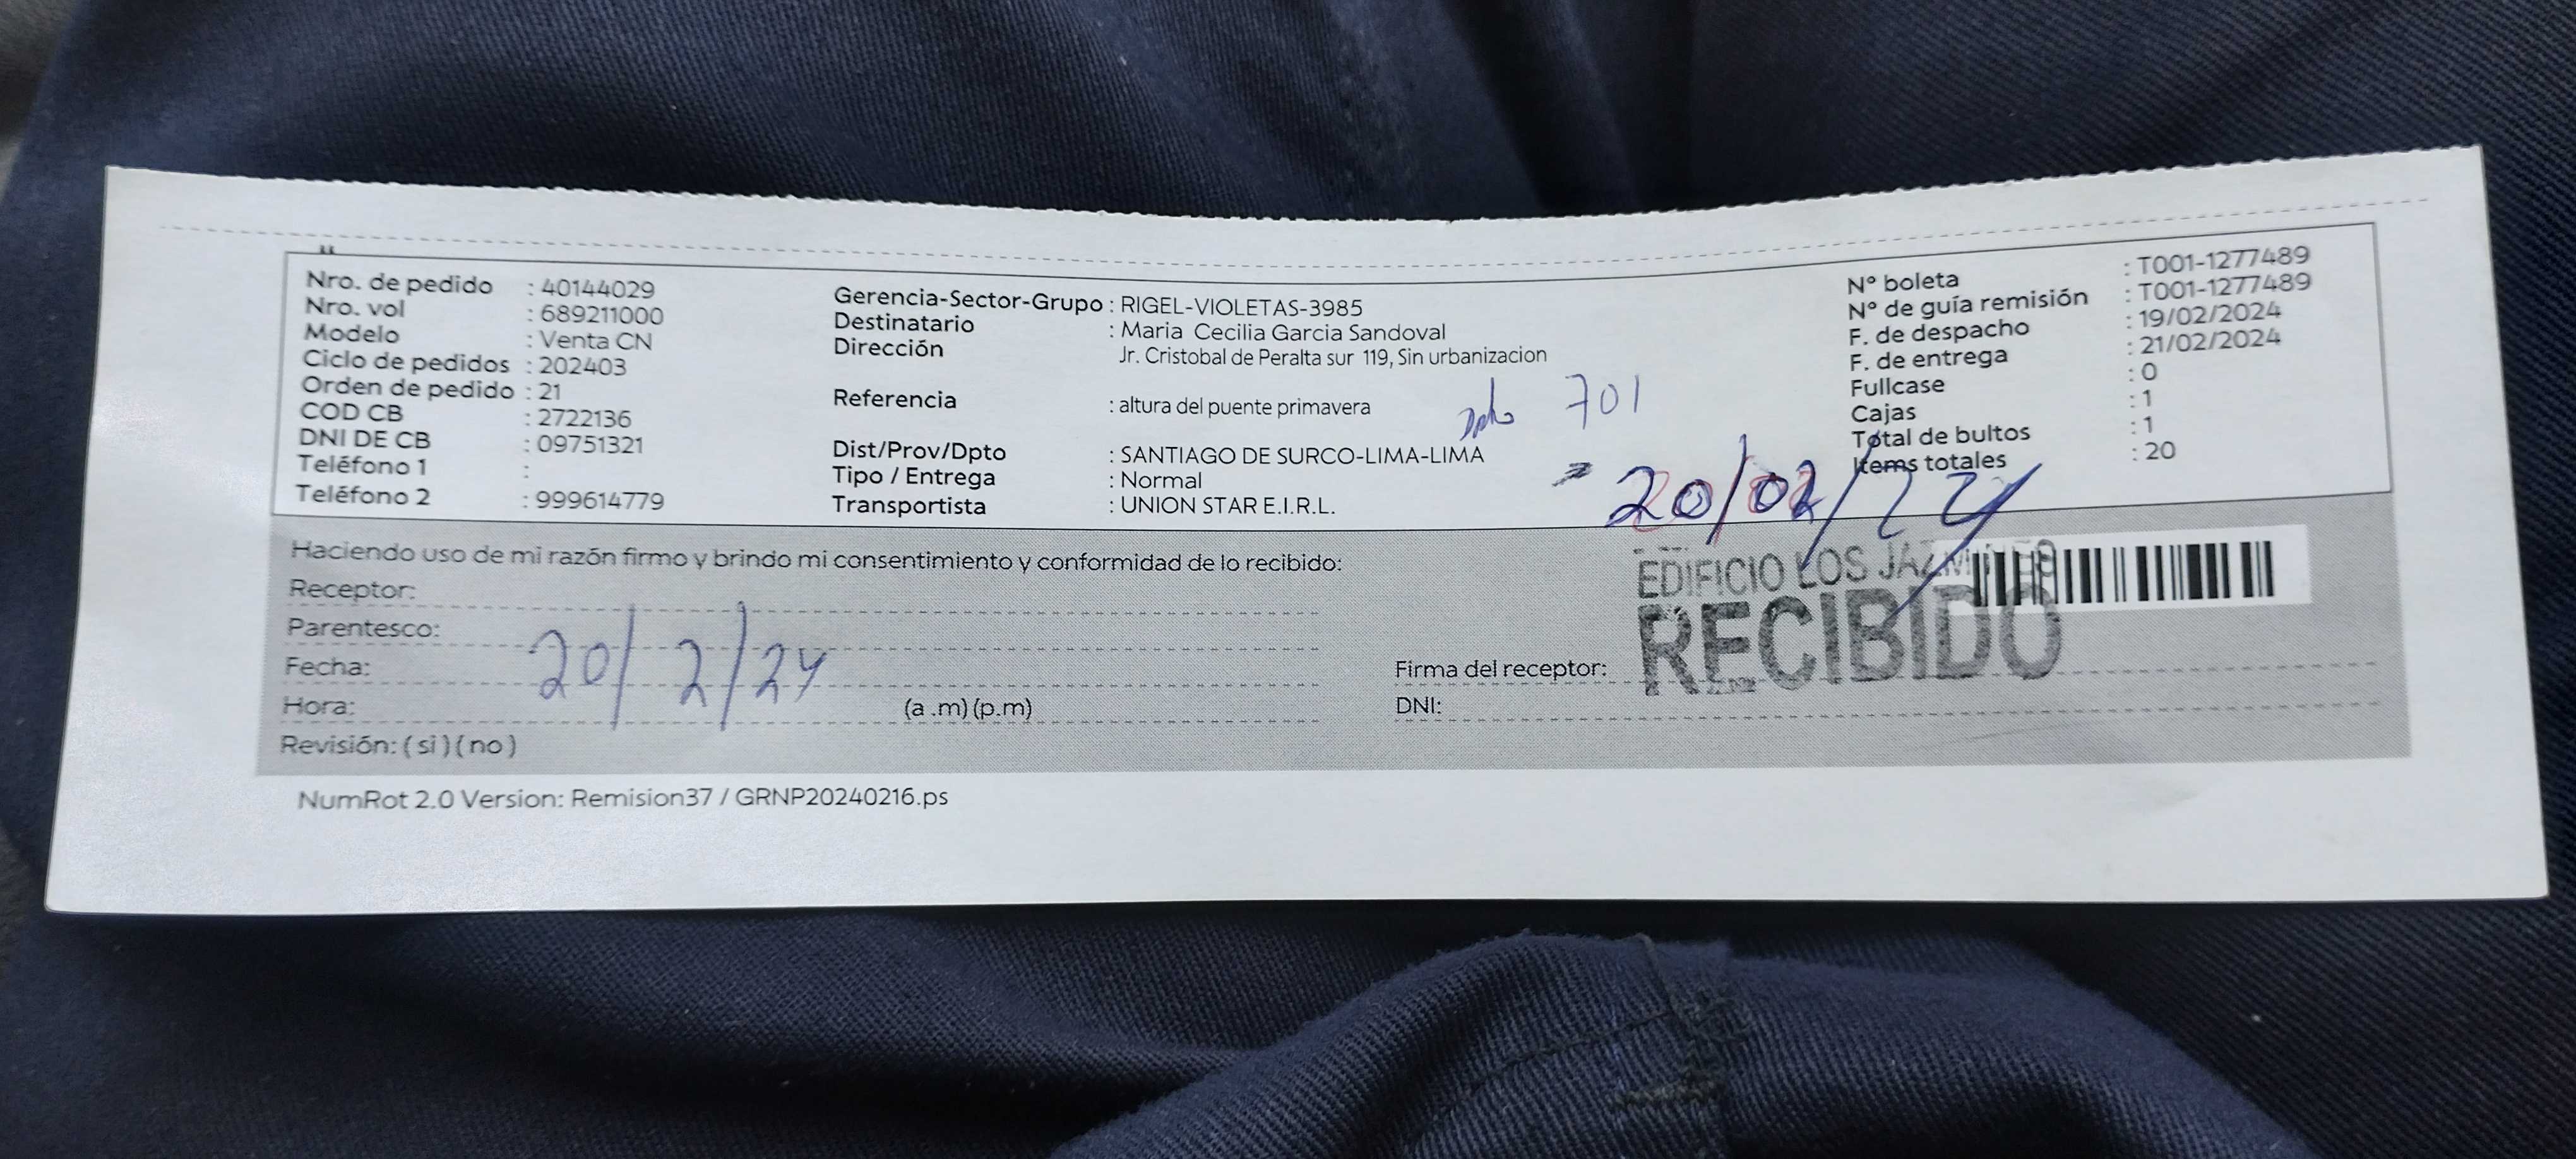 Nro. de pedido : 40144029
Nro. vol : 689211000
Modelo : Venta CN
Ciclo de pedidos : 202403
Orden de pedido : 21
COD CB : 2722136
DNI DE CB : 09751321
Teléfono 1 :
Teléfono 2 : 999614779
Gerencia-Sector-Grupo : RIGEL-VIOLETAS-3985
Destinatario : Maria Cecilia Garcia Sandoval
Dirección Jr. Cristobal de Peralta sur 119, Sin urbanizacion
Referencia : altura del puente primavera
Dpto 701
Dist/Prov/Dpto : SANTIAGO DE SURCO-LIMA-LIMA
Tipo / Entrega : Normal
Transportista : UNION STAR E.I.R.L.
N° boleta : T001-1277489
N° de guía remisión : T001-1277489
F. de despacho : 19/02/2024
F. de entrega : 21/02/2024
Fullcase : 0
Cajas : 1
Total de bultos : 1
Items totales : 20
20/02/24
Haciendo uso de mi razón firmo y brindo mi consentimiento y conformidad de lo recibido:
Receptor:
Parentesco:
Fecha: 20/2/24
Hora: (a .m) (p.m)
Revisión: ( si ) ( no )
EDIFICIO LOS JAZMINES
RECIBIDO
Firma del receptor:
DNI:
NumRot 2.0 Version: Remision37 / GRNP20240216.ps